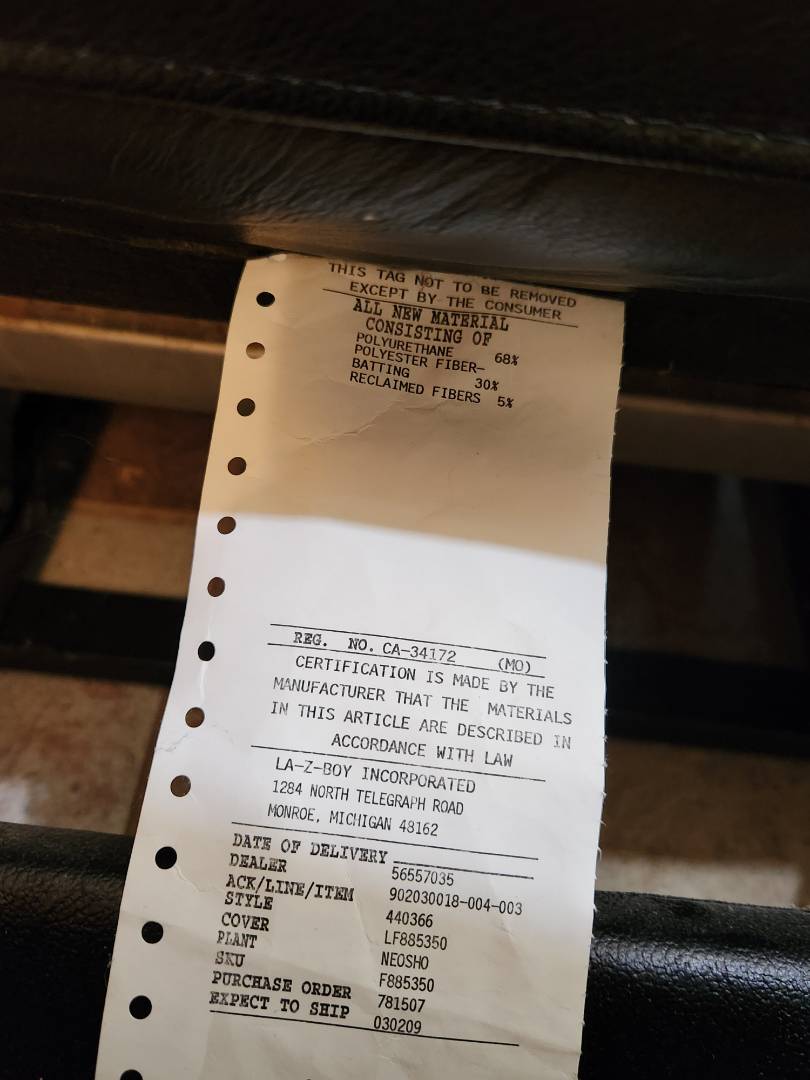 THIS TAG NOT TO BE REMOVED
EXCEPT BY THE CONSUMER
ALL NEW MATERIAL
CONSISTING OF
POLYURETHANE 68%
POLYESTER FIBER-
BATTING 30%
RECLAIMED FIBERS 5%
REG. NO. CA-34172 (MO)
CERTIFICATION IS MADE BY THE
MANUFACTURER THAT THE MATERIALS
IN THIS ARTICLE ARE DESCRIBED IN
ACCORDANCE WITH LAW
LA-Z-BOY INCORPORATED
1284 NORTH TELEGRAPH ROAD
MONROE, MICHIGAN 48162
DATE OF DELIVERY
DEALER 56557035
ACK/LINE/ITEM 902030018-004-003
STYLE 440366
COVER LF885350
PLANT NEOSHO
SKU F885350
PURCHASE ORDER 781507
EXPECT TO SHIP 030209